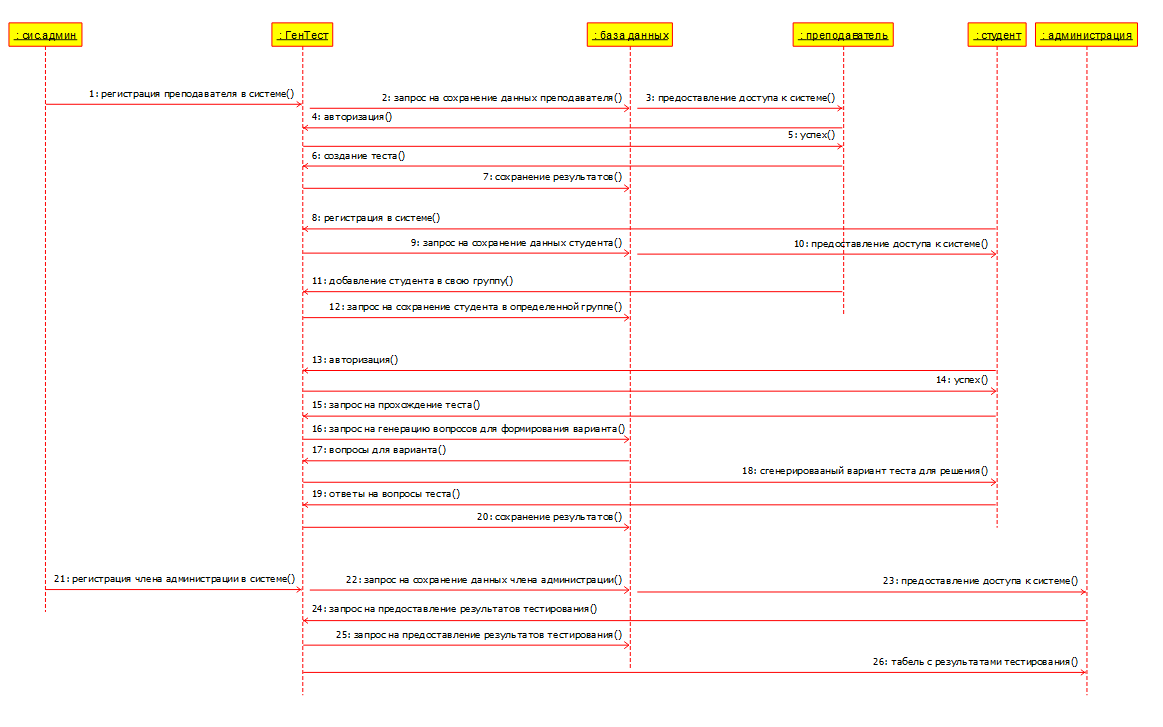 : сис.админ
: ГенТест
: база данных
: преподаватель
: студент
: администрация
1: регистрация преподавателя в системе()
2: запрос на сохранение данных преподавателя()
3: предоставление доступа к системе()
4: авторизация()
5: успех()
6: создание теста()
7: сохранение результатов()
8: регистрация в системе()
9: запрос на сохранение данных студента()
10: предоставление доступа к системе()
11: добавление студента в свою группу()
12: запрос на сохранение студента в определенной группе()
13: авторизация()
14: успех()
15: запрос на прохождение теста()
16: запрос на генерацию вопросов для формирования варианта()
17: вопросы для варианта()
18: сгенерировааный вариант теста для решения()
19: ответы на вопросы теста()
20: сохранение результатов()
21: регистрация члена администрации в системе()
22: запрос на сохранение данных члена администрации()
23: предоставление доступа к системе()
24: запрос на предоставление результатов тестирования()
25: запрос на предоставление результатов тестирования()
26: табель с результатами тестирования()